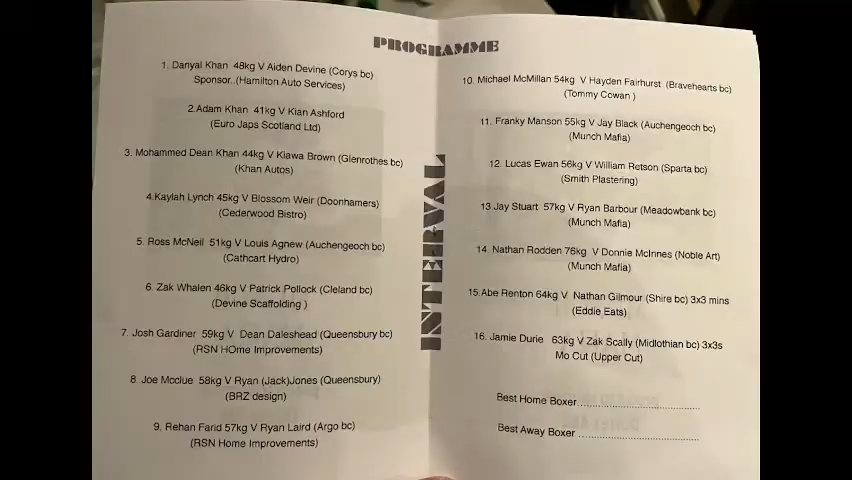 PROGRAMME
1. Danyal Khan 48kg V Aiden Devine (Corys bc)
Sponsor..(Hamilton Auto Services)
2.Adam Khan 41kg V Kian Ashford
(Euro Japs Scotland Ltd)
3. Mohammed Dean Khan 44kg V Kiawa Brown (Glenrothes bc)
(Khan Autos)
4.Kaylah Lynch 45kg V Blossom Weir (Doonhamers)
(Cederwood Bistro)
5. Ross McNeil 51kg V Louis Agnew (Auchengeoch bc)
(Cathcart Hydro)
6. Zak Whalen 46kg V Patrick Pollock (Cleland bc)
(Devine Scaffolding )
7. Josh Gardiner 59kg V Dean Daleshead (Queensbury bc)
(RSN HOme Improvements)
8. Joe Mcclue 58kg V Ryan (Jack)Jones (Queensbury)
(BRZ design)
9. Rehan Farid 57kg V Ryan Laird (Argo bc)
(RSN Home Improvements)
INTERVAL
10. Michael McMillan 54kg V Hayden Fairhurst (Bravehearts bc)
(Tommy Cowan )
11. Franky Manson 55kg V Jay Black (Auchengeoch bc)
(Munch Mafia)
12. Lucas Ewan 56kg V William Retson (Sparta bc)
(Smith Plastering)
13.Jay Stuart 57kg V Ryan Barbour (Meadowbank bc)
(Munch Mafia)
14. Nathan Rodden 76kg V Donnie McInnes (Noble Art)
(Munch Mafia)
15.Abe Renton 64kg V Nathan Gilmour (Shire bc) 3x3 mins
(Eddie Eats)
16. Jamie Durie 63kg V Zak Scally (Midlothian bc) 3x3s
Mo Cut (Upper Cut)
Best Home Boxer.................................
Best Away Boxer .................................